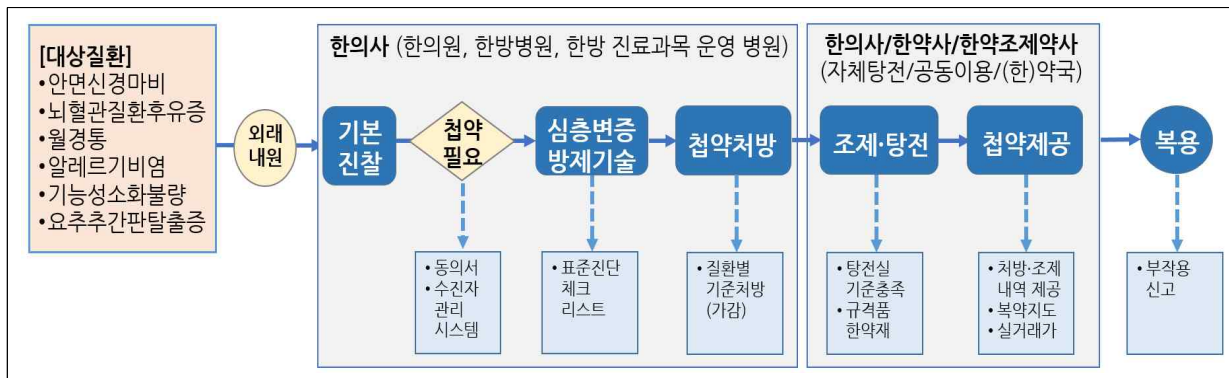 [대상질환]
•안면신경마비
•뇌혈관질환후유증
•월경통
•알레르기비염
•기능성소화불량
•요추추간판탈출증
외래
내원
한의사 (한의원, 한방병원, 한방 진료과목 운영 병원)
기본
진찰
첩약
필요
심층변증
방제기술
첩약처방
• 동의서
• 수진자
관리
시스템
• 표준진단
체크
리스트
• 질환별
기준처방
(가감)
한의사/한약사/한약조제약사
(자체탕전/공동이용/(한)약국)
조제·탕전
첩약제공
• 탕전실
기준충족
• 규격품
한약재
• 처방·조제
내역 제공
• 복약지도
• 실거래가
복용
• 부작용
신고